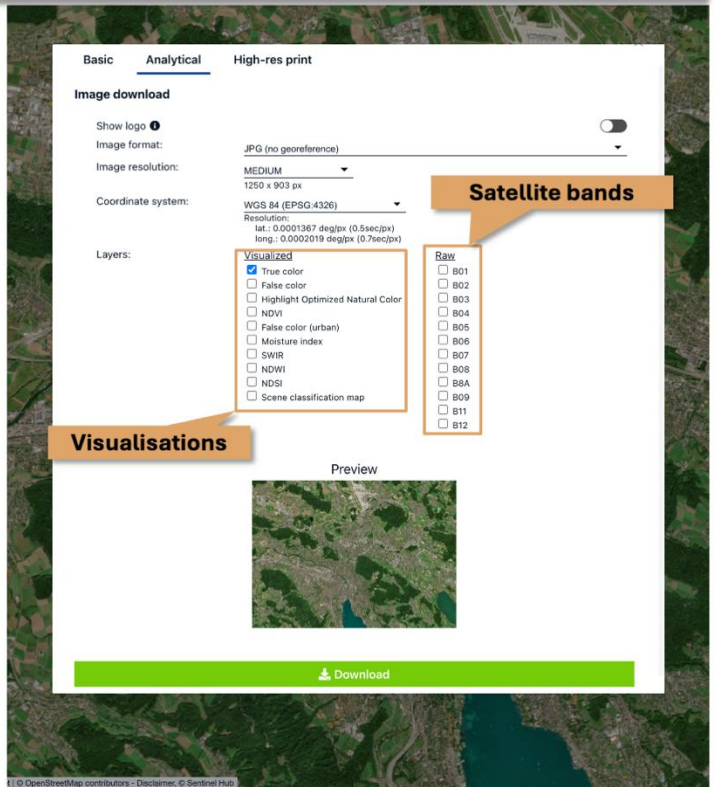 Basic Analytical High-res print
Image download
Show logo
Image format: JPG (no georeference)
Image resolution: MEDIUM
1250 x 903 px
Coordinate system: WGS 84 (EPSG:4326)
Resolution:
lat.: 0.0001367 deg/px (0.5sec/px)
long.: 0.0002019 deg/px (0.7sec/px)
Satellite bands
Layers:
Visualized
True color
False color
Highlight Optimized Natural Color
NDVI
False color (urban)
Moisture index
SWIR
NDWI
NDSI
Scene classification map
Raw
B01
B02
B03
B04
B05
B06
B07
B08
B8A
B09
B11
B12
Visualisations
Preview
Download
t | © OpenStreetMap contributors - Disclaimer, © Sentinel Hub